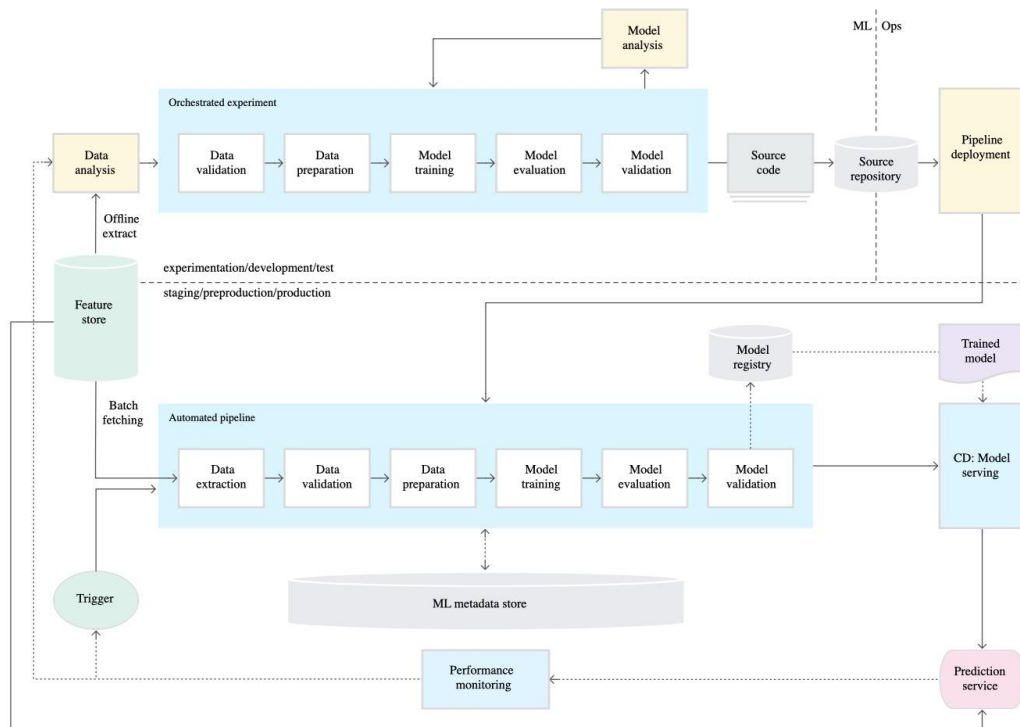 Model
analysis
ML
Ops
Orchestrated experiment
Data
analysis
Data
validation
Data
preparation
Model
training
Model
evaluation
Model
validation
Source
code
Source
repository
Pipeline
deployment
Offline
extract
experimentation/development/test
staging/preproduction/production
Feature
store
Model
registry
Trained
model
Batch
fetching
Automated pipeline
Data
extraction
Data
validation
Data
preparation
Model
training
Model
evaluation
Model
validation
CD: Model
serving
Trigger
ML metadata store
Performance
monitoring
Prediction
service